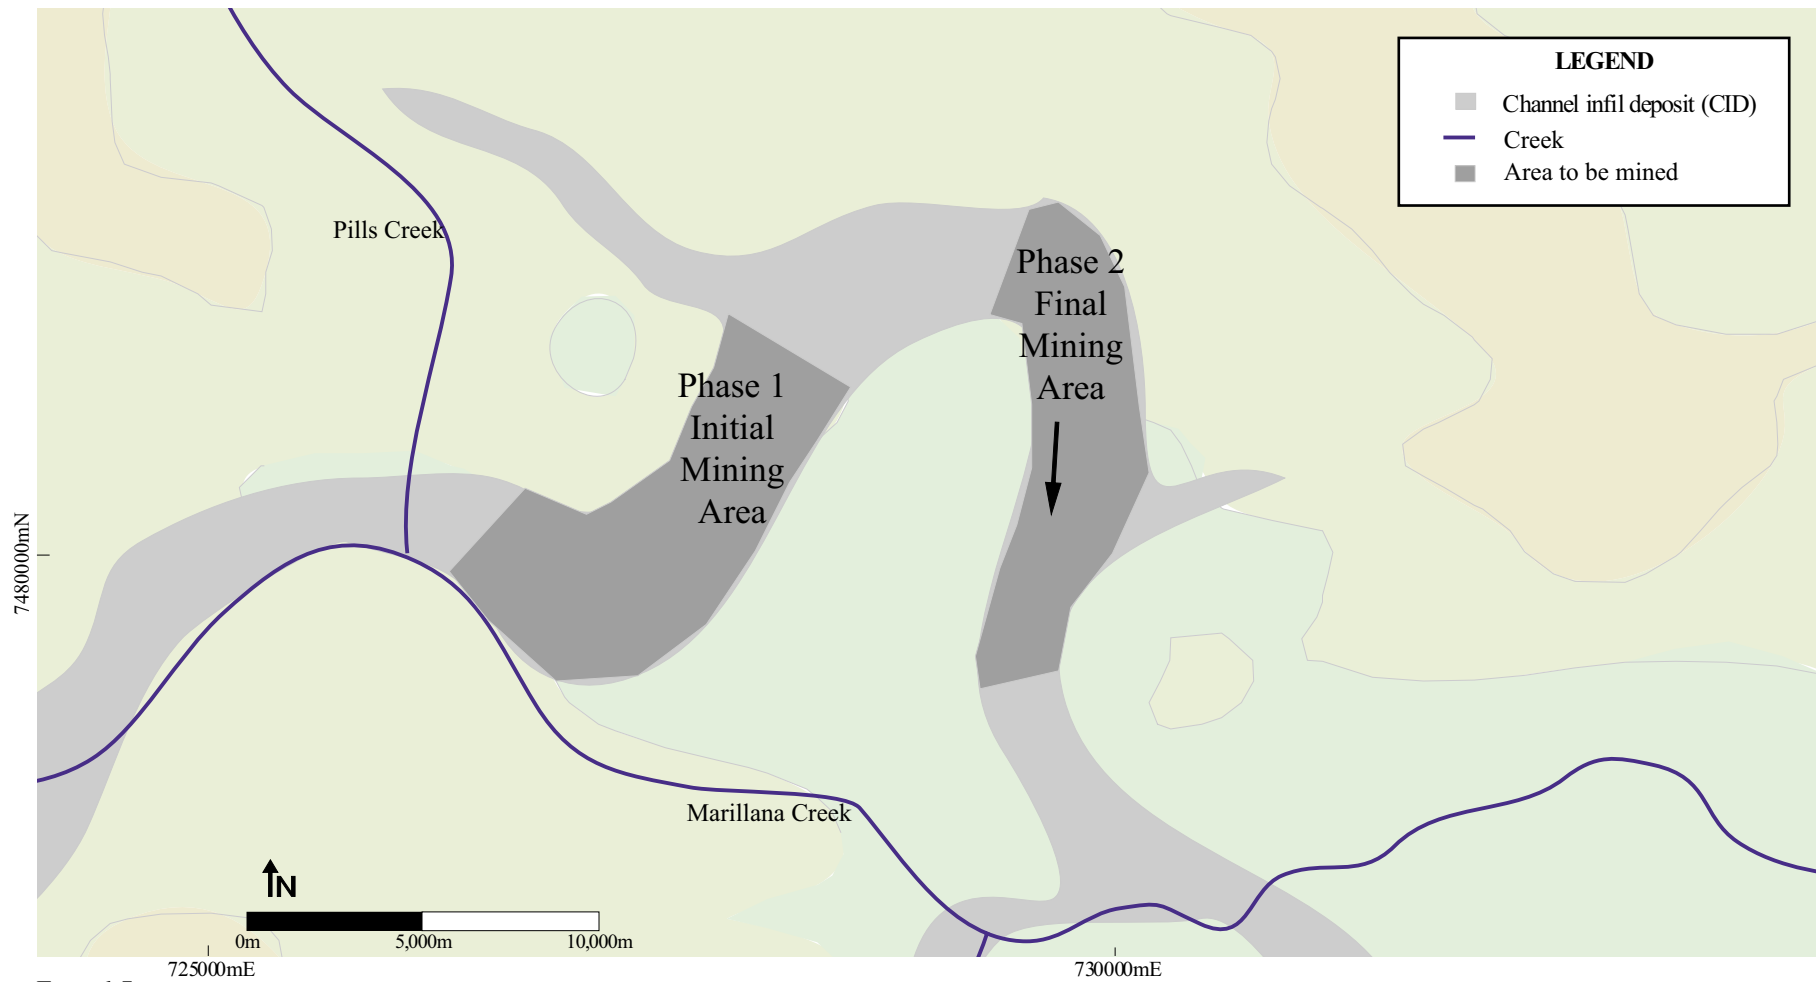 LEGEND
Channel infil deposit (CID)
Creek
Area to be mined
Pills Creek
Phase 2
Final
Mining
Area
Phase 1
Initial
Mining
Area
7480000mN
Marillana Creek
N
0m 5,000m 10,000m
725000mE 730000mE